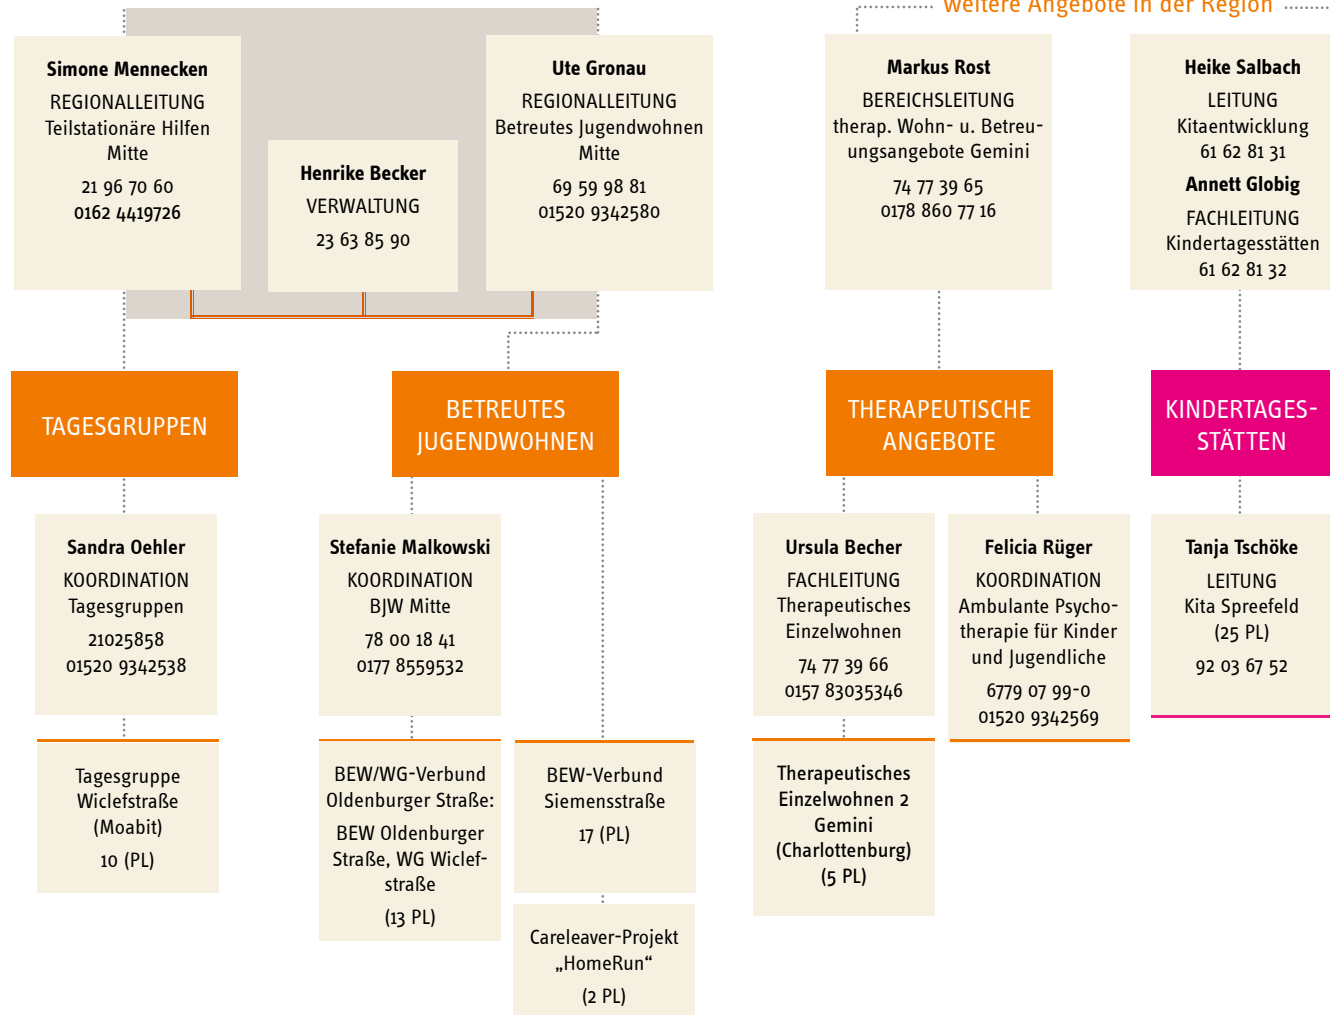 weitere Angebote in der Region
Simone Mennecken
REGIONALLEITUNG
Teilstationäre Hilfen
Mitte
21 96 70 60
0162 4419726
Henrike Becker
VERWALTUNG
23 63 85 90
Ute Gronau
REGIONALLEITUNG
Betreutes Jugendwohnen
Mitte
69 59 98 81
01520 9342580
Markus Rost
BEREICHSLEITUNG
therap. Wohn- u. Betreu-
ungsangebote Gemini
74 77 39 65
0178 860 77 16
Heike Salbach
LEITUNG
Kitaentwicklung
61 62 81 31
Annett Globig
FACHLEITUNG
Kindertagesstätten
61 62 81 32
TAGESGRUPPEN
BETREUTES
JUGENDWOHNEN
THERAPEUTISCHE
ANGEBOTE
KINDERTAGES-
STÄTTEN
Sandra Oehler
KOORDINATION
Tagesgruppen
21025858
01520 9342538
Stefanie Malkowski
KOORDINATION
BJW Mitte
78 00 18 41
0177 8559532
Ursula Becher
FACHLEITUNG
Therapeutisches
Einzelwohnen
74 77 39 66
0157 83035346
Felicia Rüger
KOORDINATION
Ambulante Psycho-
therapie für Kinder
und Jugendliche
6779 07 99-0
01520 9342569
Tanja Tschöke
LEITUNG
Kita Spreefeld
(25 PL)
92 03 67 52
Tagesgruppe
Wiclefstraße
(Moabit)
10 (PL)
BEW/WG-Verbund
Oldenburger Straße:
BEW Oldenburger
Straße, WG Wiclef-
straße
(13 PL)
BEW-Verbund
Siemensstraße
17 (PL)
Careleaver-Projekt
„HomeRun“
(2 PL)
Therapeutisches
Einzelwohnen 2
Gemini
(Charlottenburg)
(5 PL)